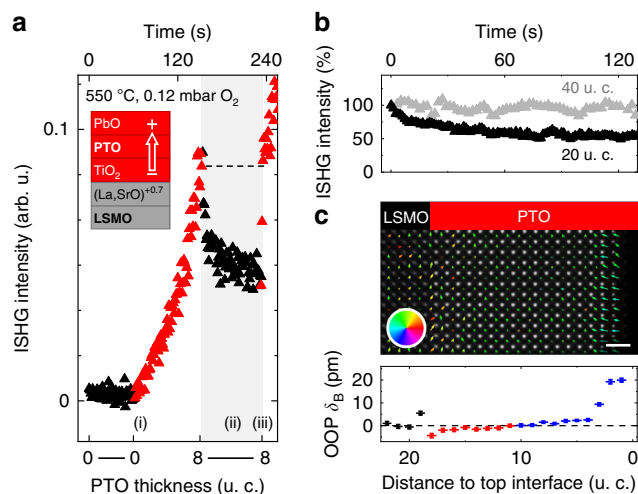 a
Time (s)
0 120 240
550 °C, 0.12 mbar O2
PbO +
PTO
TiO2 −
(La,SrO)+0.7
LSMO
0.1
0
ISHG intensity (arb. u.)
(i) (ii) (iii)
0 0 8 8
PTO thickness (u. c.)
b
Time (s)
0 60 120
ISHG intensity (%)
100
50
0
40 u. c.
20 u. c.
c
LSMO PTO
OOP δB (pm)
20
10
0
20 10 0
Distance to top interface (u. c.)